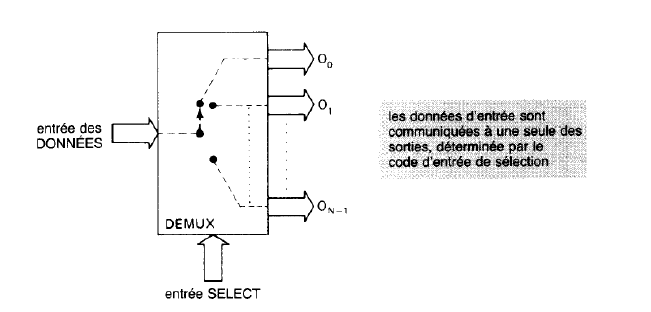 O₀
O₁
entrée des
DONNÉES
les données d'entrée sont
communiquées à une seule des
sorties, déterminée par le
code d'entrée de sélection
O_{N-1}
DEMUX
entrée SELECT